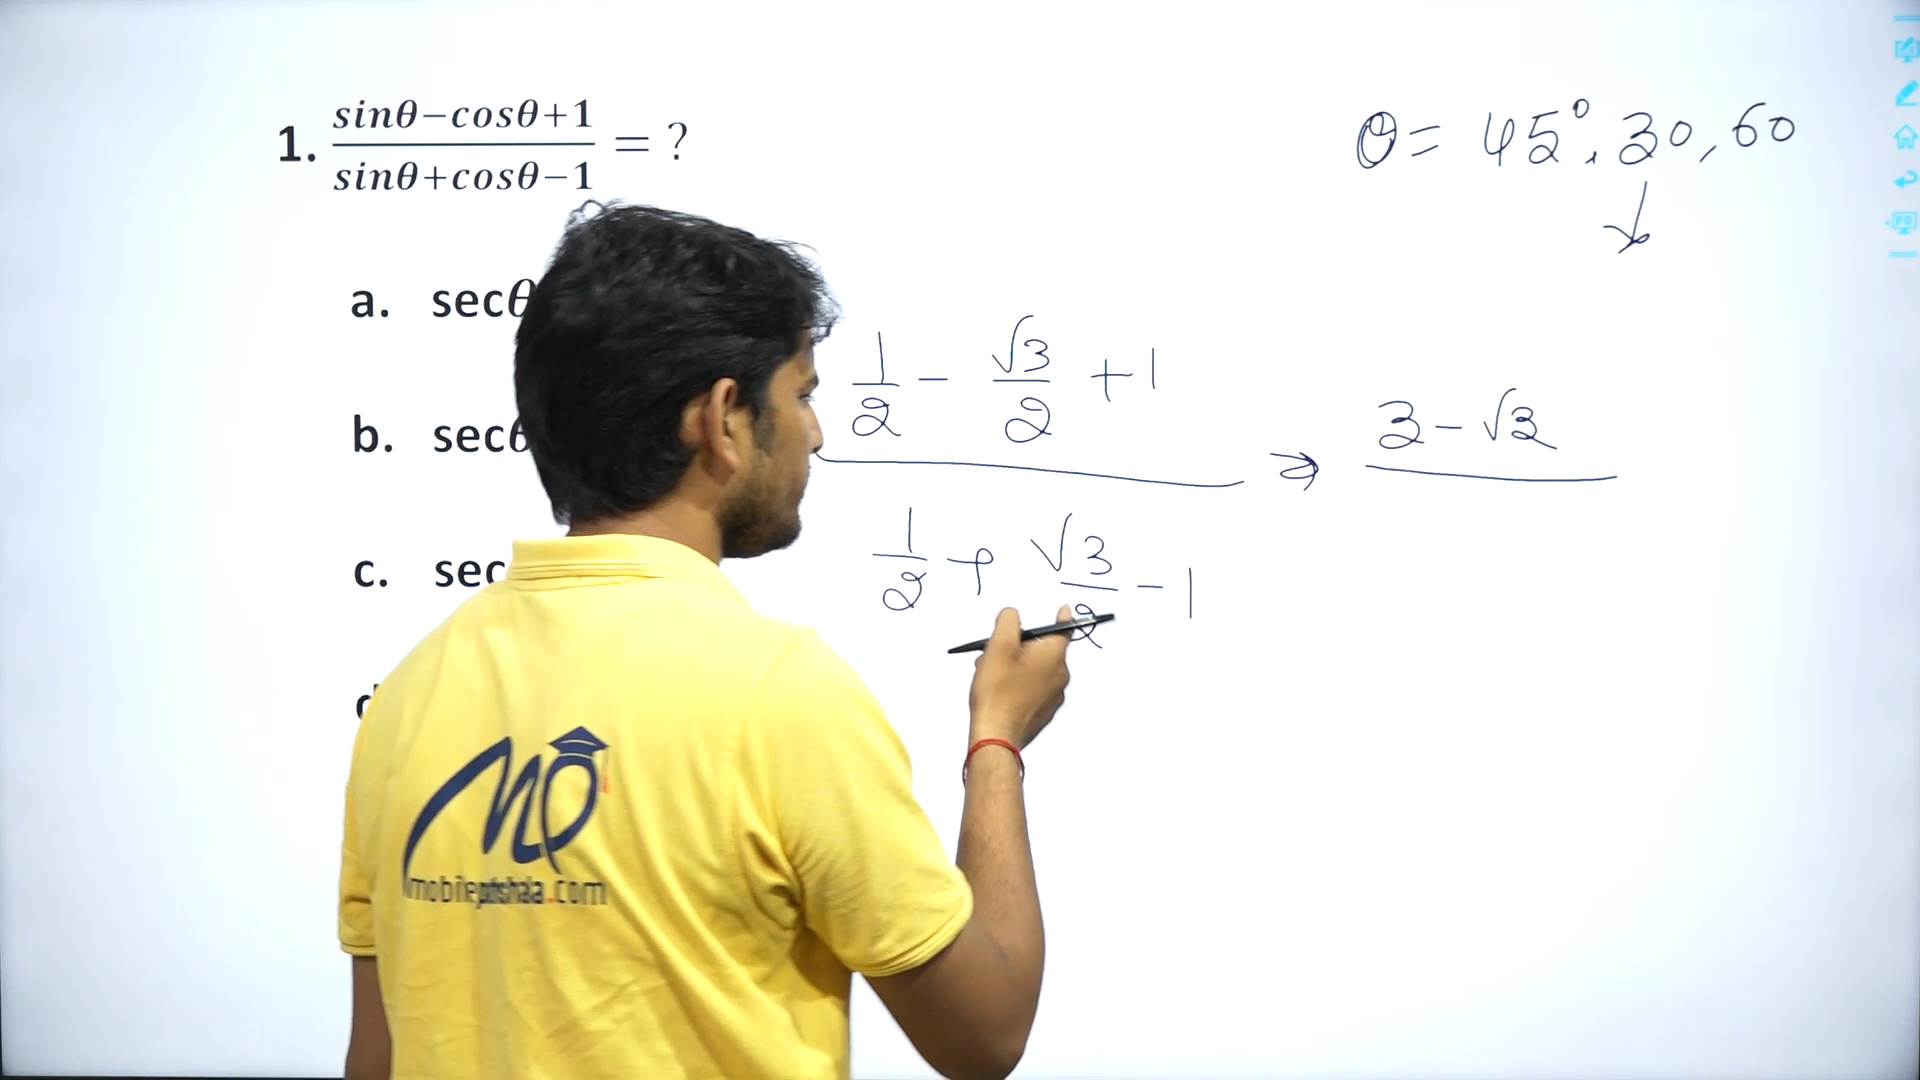 1. sinθ−cosθ+1
sinθ+cosθ−1
= ?
θ = 45°, 30, 60
a. secθ
b. secθ
c. sec
1/2 − √3/2 + 1
1/2 + √3/2 − 1
⇒ 3 − √3
mobilepathshala.com
PD